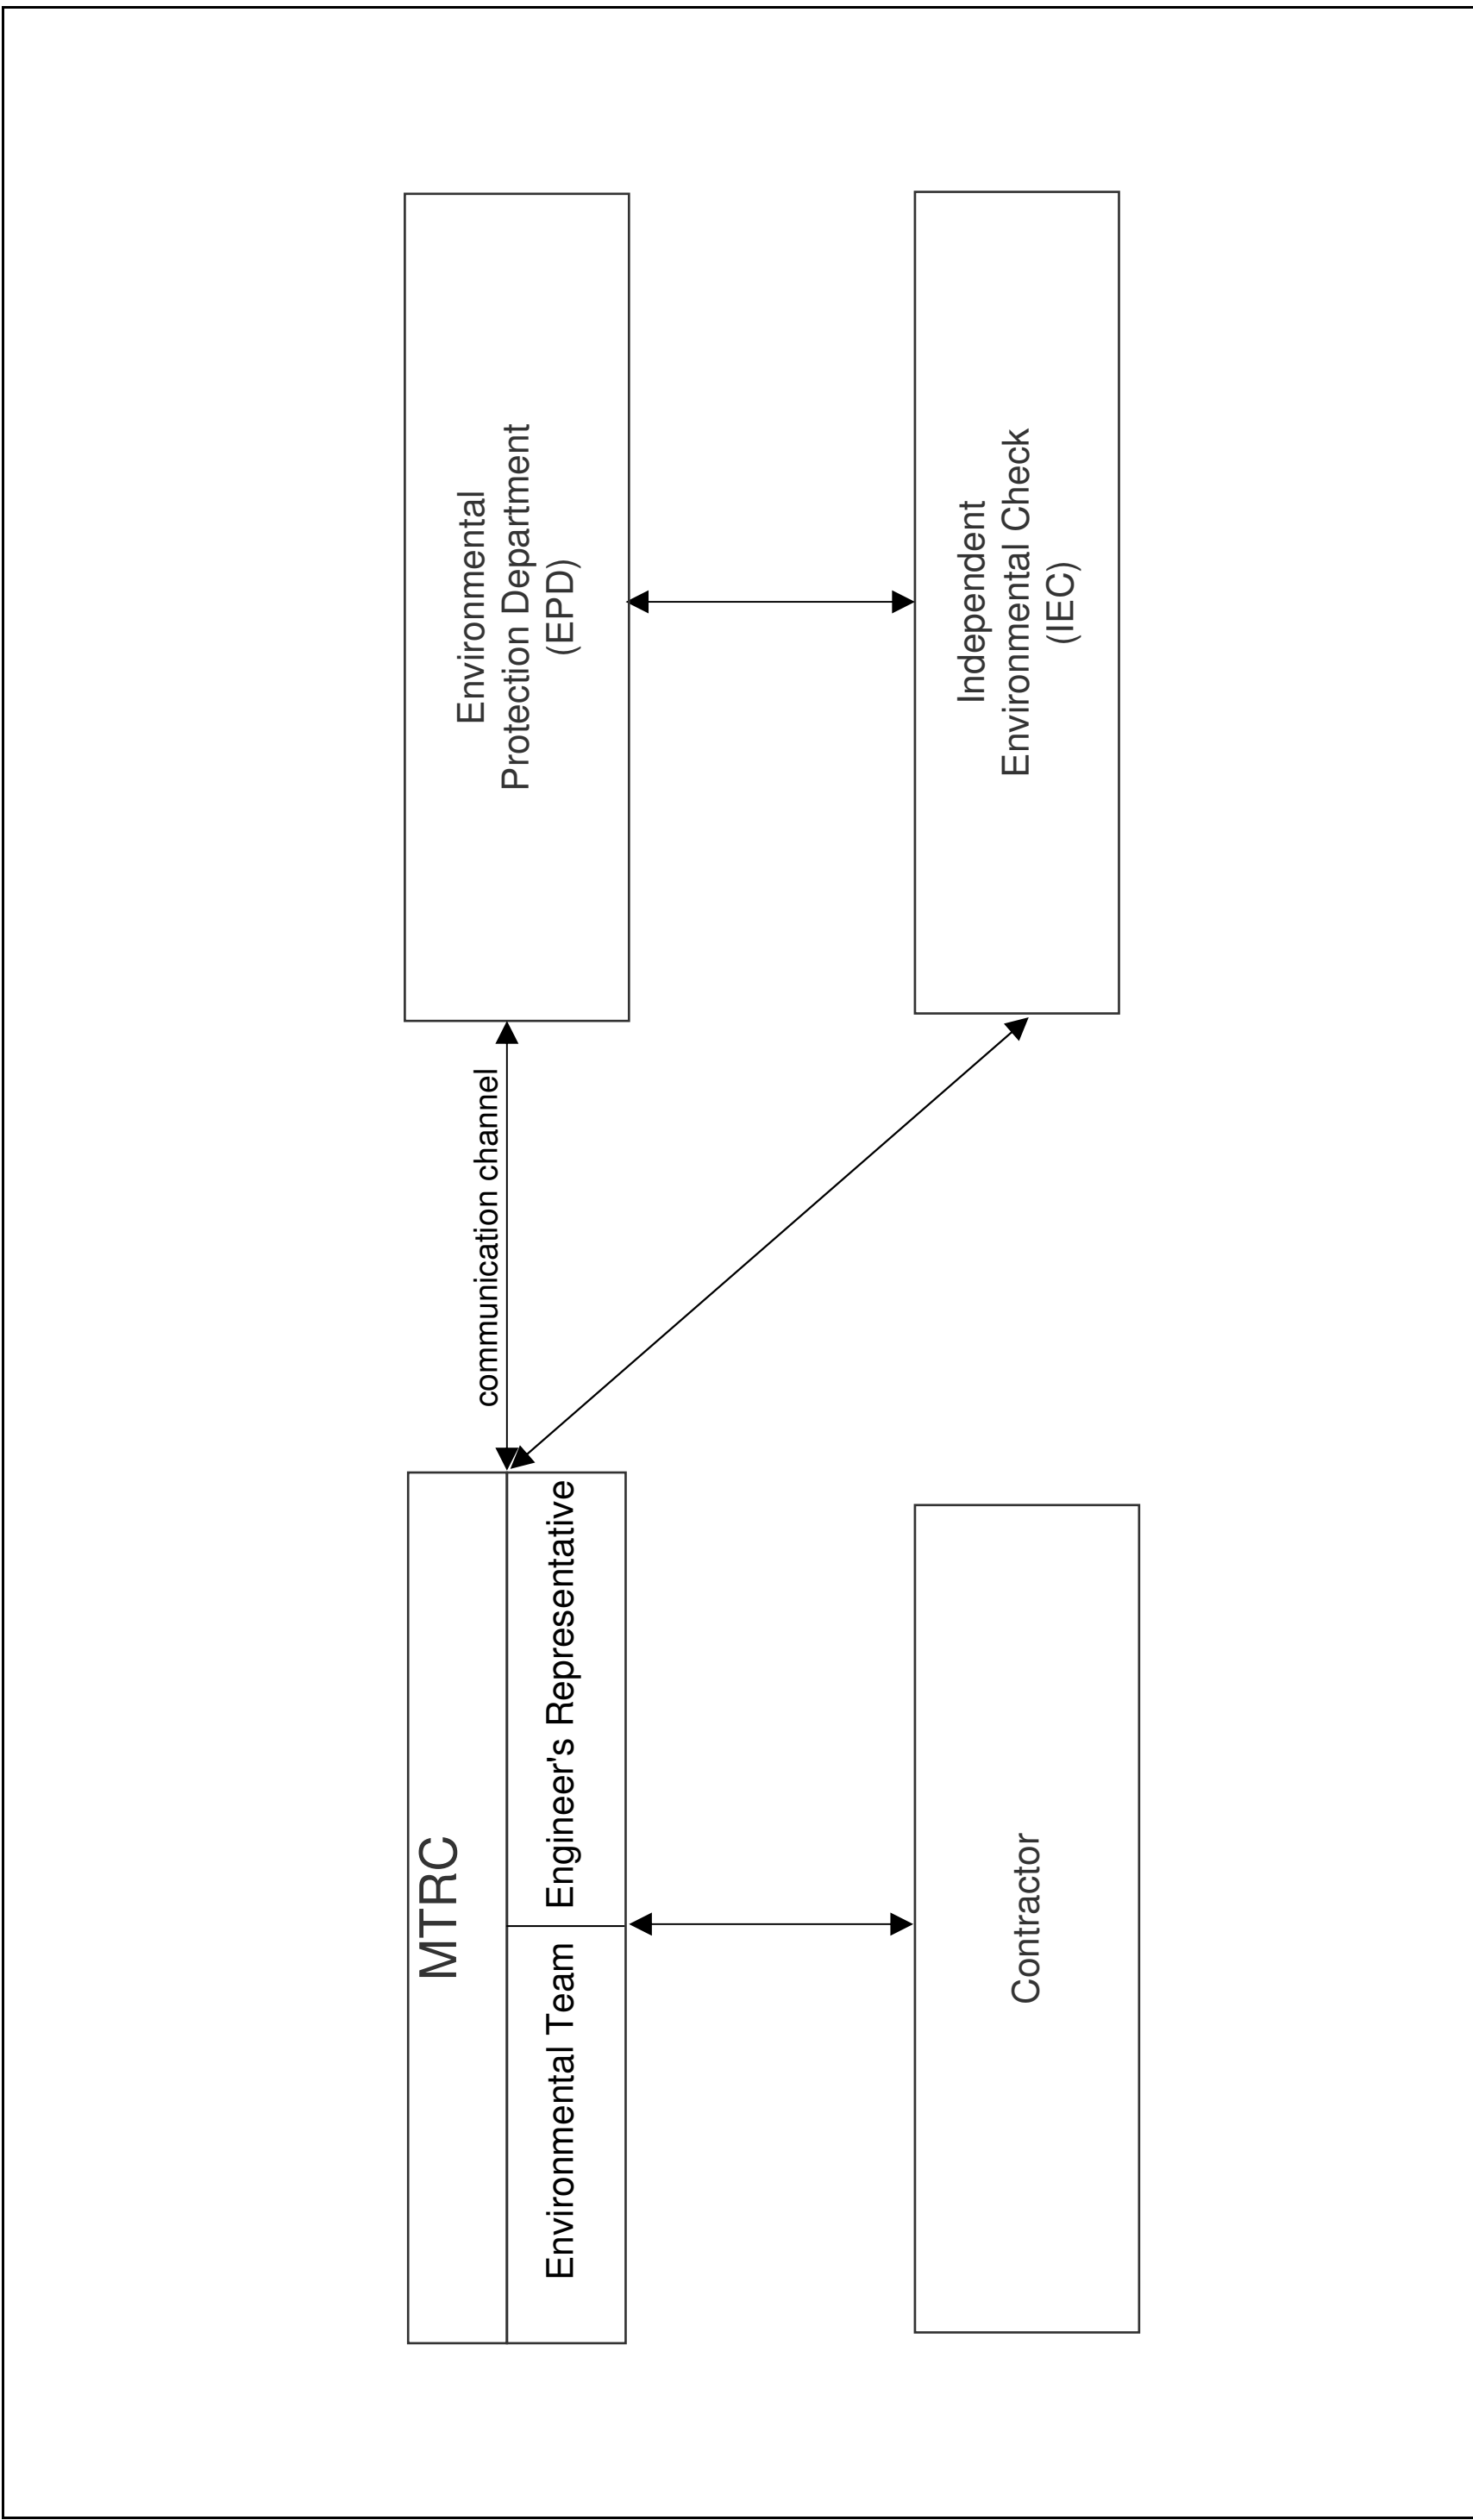 MTRC
Environmental Team
Engineer's Representative
communication channel
Environmental
Protection Department
(EPD)
Contractor
Independent
Environmental Check
(IEC)